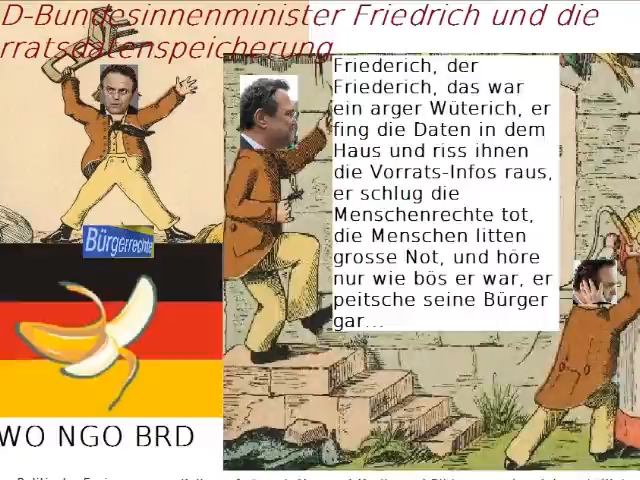 D-Bundesinnenminister Friedrich und die
rratsdatenspeicherung
Friederich, der
Friederich, das war
ein arger Wüterich, er
fing die Daten in dem
Haus und riss ihnen
die Vorrats-Infos raus,
er schlug die
Menschenrechte tot,
die Menschen litten
grosse Not, und höre
nur wie bös er war, er
peitsche seine Bürger
gar...
Bürgerrechte
WO NGO BRD